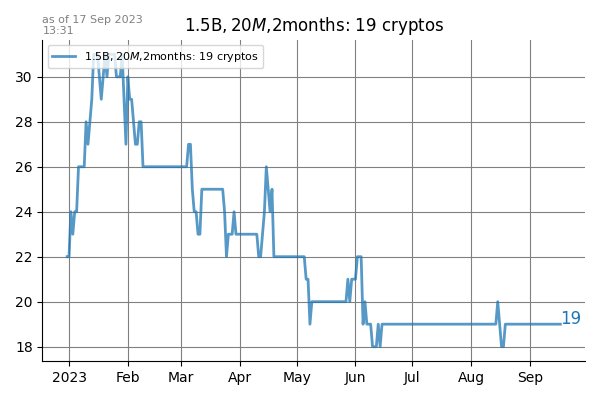 as of 17 Sep 2023
13:31
1.5B, 20M,2months: 19 cryptos
1.5B, 20M,2months: 19 cryptos
30
28
26
24
22
20
18
19
2023 Feb Mar Apr May Jun Jul Aug Sep